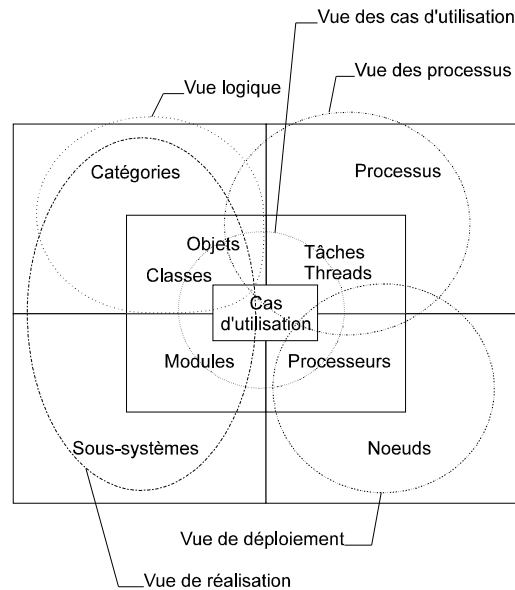 Vue des cas d'utilisation
Vue des processus
Vue logique
Catégories
Processus
Objets
Tâches
Threads
Classes
Cas
d'utilisation
Modules
Processeurs
Sous-systèmes
Noeuds
Vue de déploiement
Vue de réalisation